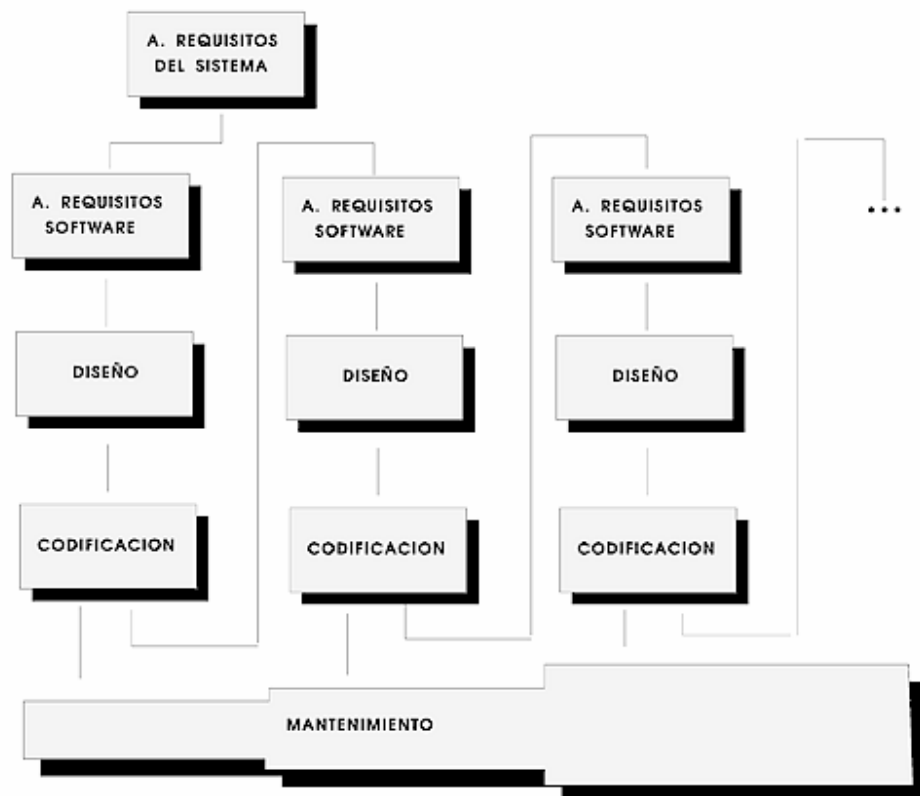 A. REQUISITOS
DEL SISTEMA
A. REQUISITOS
SOFTWARE
A. REQUISITOS
SOFTWARE
A. REQUISITOS
SOFTWARE
...
DISEÑO
DISEÑO
DISEÑO
CODIFICACION
CODIFICACION
CODIFICACION
MANTENIMIENTO